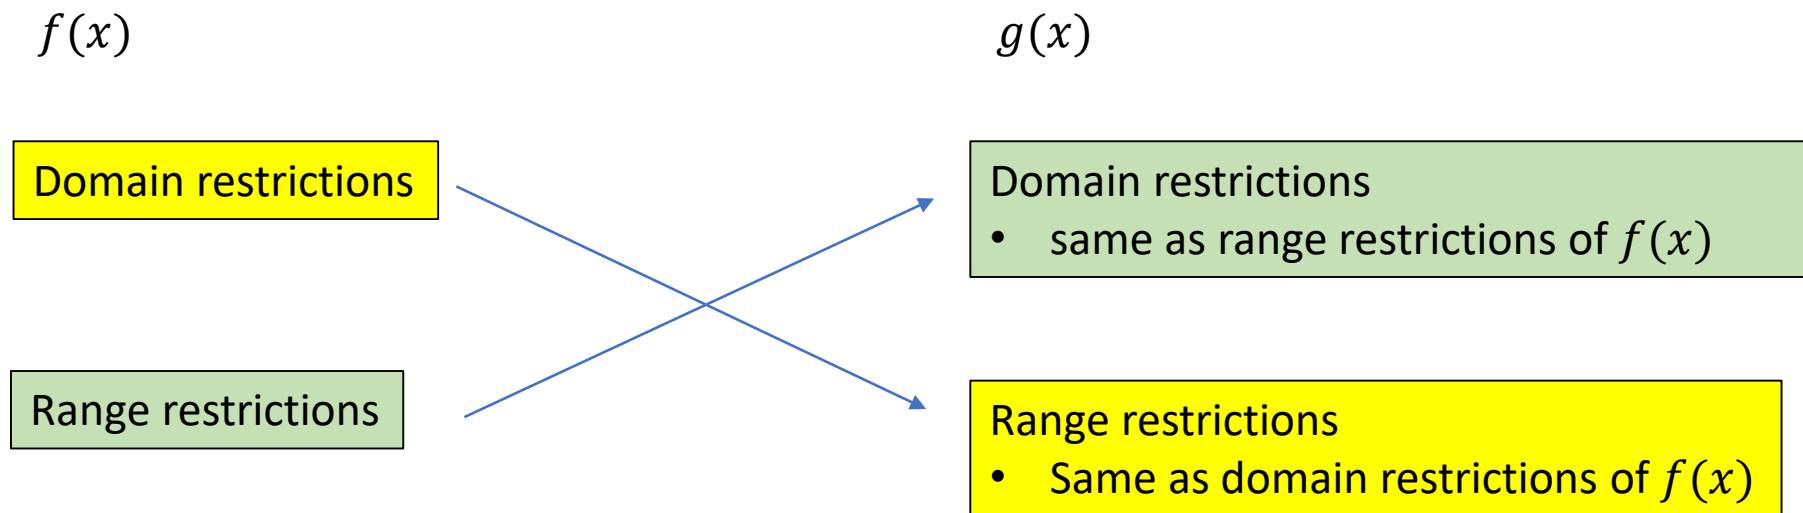 f(x)
g(x)
Domain restrictions
Domain restrictions
• same as range restrictions of f(x)
Range restrictions
Range restrictions
• Same as domain restrictions of f(x)